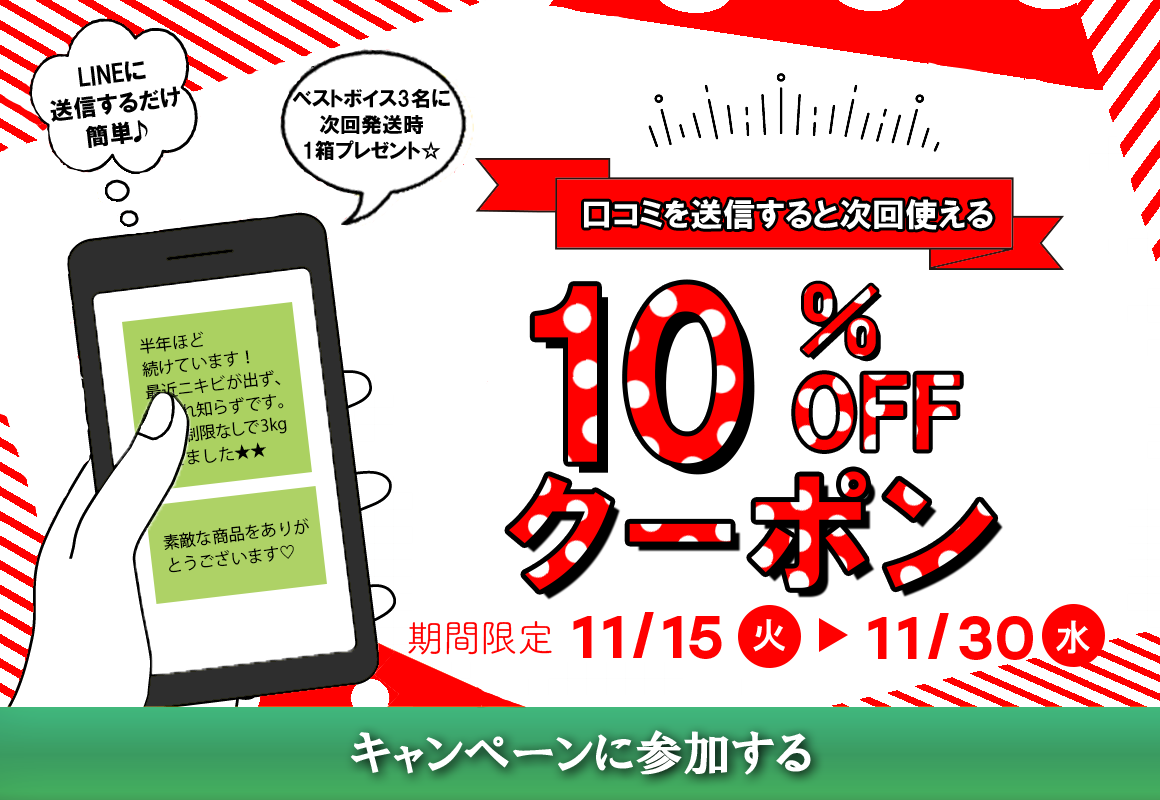 LINEに
送信するだけ
簡単♪
ベストボイス3名に
次回発送時
1箱プレゼント☆
口コミを送信すると次回使える
10%
OFF
クーポン
半年ほど
続けています！
最近ニキビが出ず、
れ知らずです。
制限なしで3kg
ました★★
素敵な商品をありが
とうございます♡
期間限定 11/15 火 ▶ 11/30 水
キャンペーンに参加する